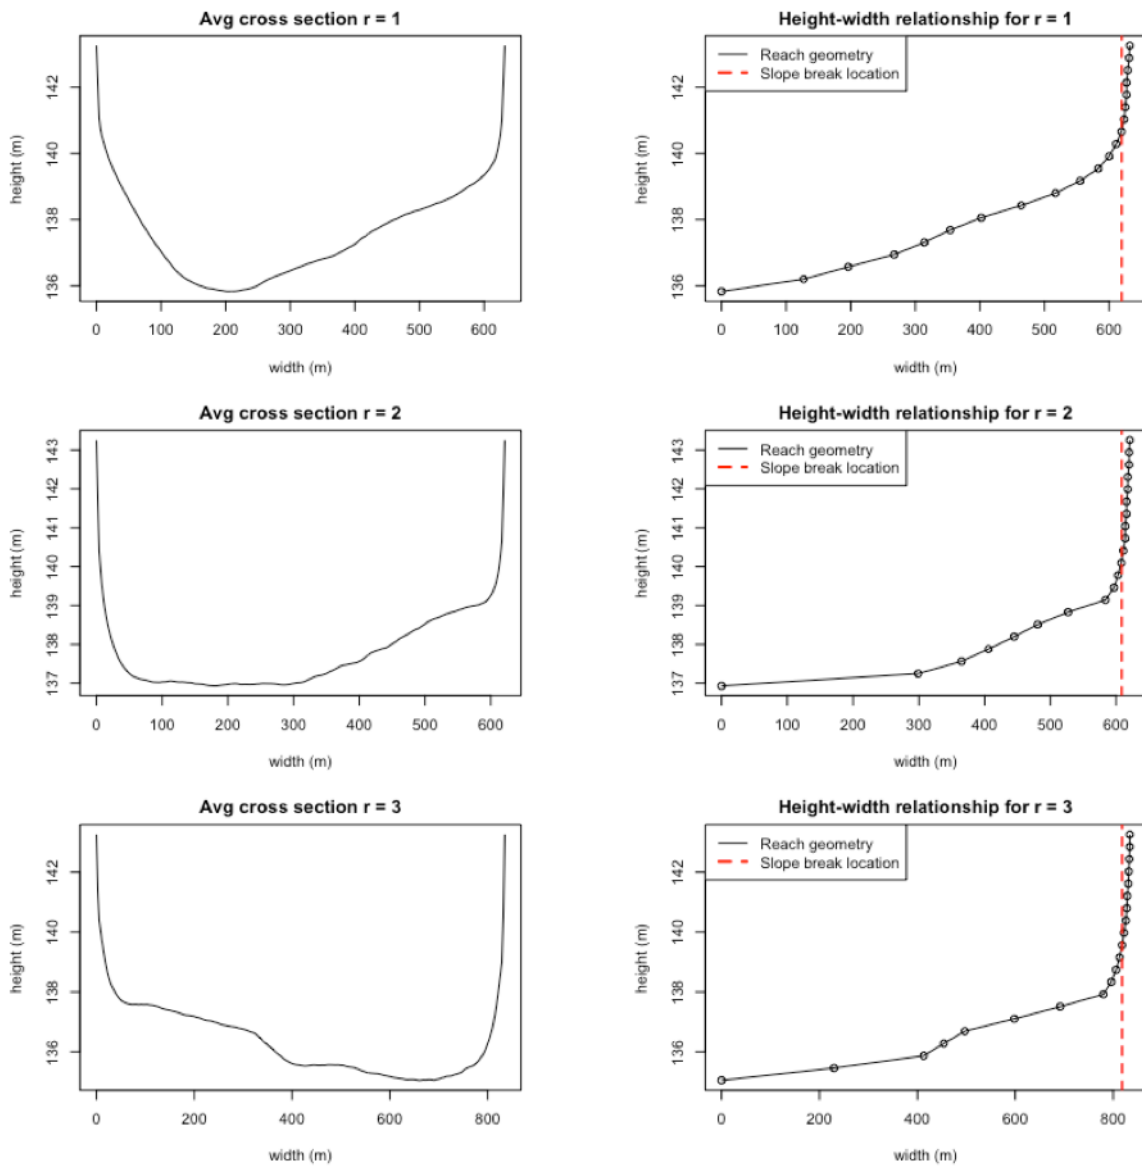 Avg cross section r = 1
height (m)
142
140
138
136
0 100 200 300 400 500 600
width (m)
Height-width relationship for r = 1
Reach geometry
Slope break location
height (m)
142
140
138
136
0 100 200 300 400 500 600
width (m)
Avg cross section r = 2
height (m)
143
142
141
140
139
138
137
0 100 200 300 400 500 600
width (m)
Height-width relationship for r = 2
Reach geometry
Slope break location
height (m)
143
142
141
140
139
138
137
0 100 200 300 400 500 600
width (m)
Avg cross section r = 3
height (m)
142
140
138
136
0 200 400 600 800
width (m)
Height-width relationship for r = 3
Reach geometry
Slope break location
height (m)
142
140
138
136
0 200 400 600 800
width (m)